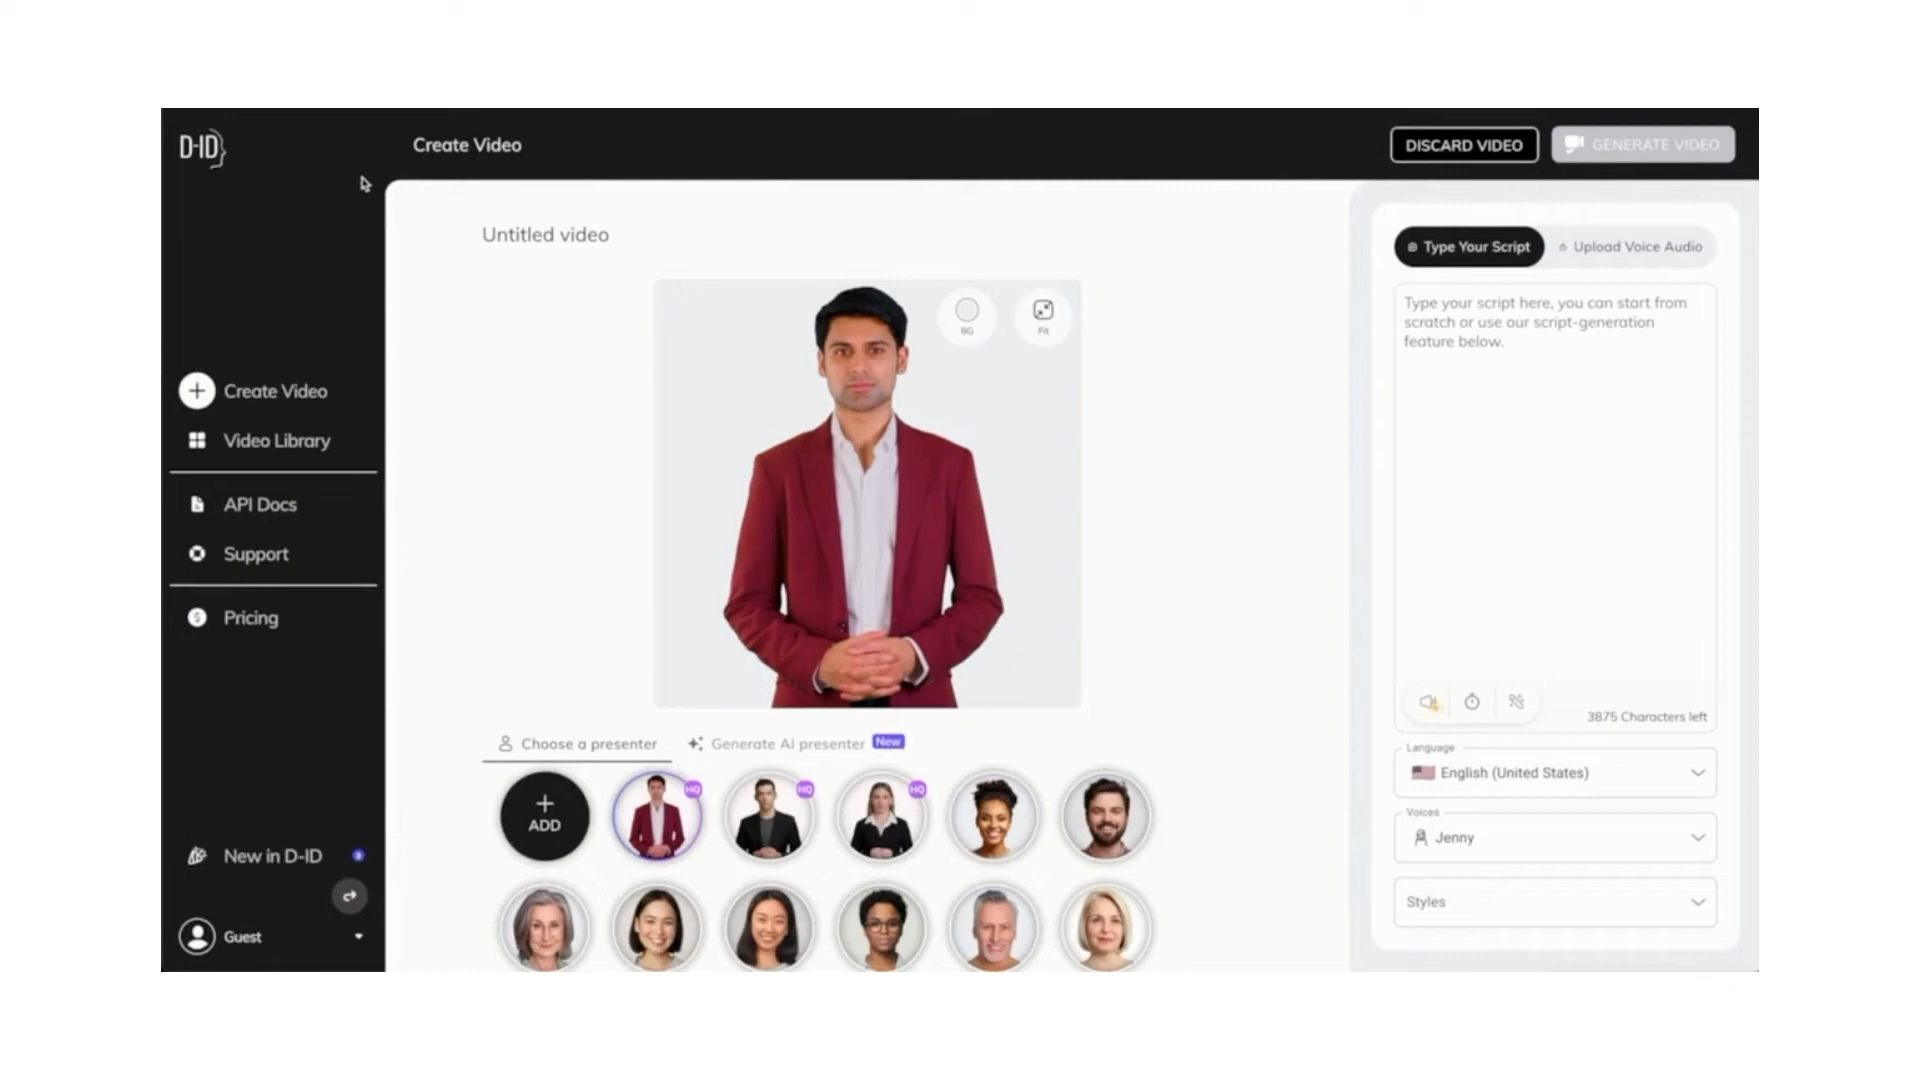 D-ID
Create Video
DISCARD VIDEO
GENERATE VIDEO
Untitled video
BG
Fit
Type Your Script
Upload Voice Audio
Type your script here, you can start from
scratch or use our script-generation
feature below.
3875 Characters left
Create Video
Video Library
API Docs
Support
Pricing
New in D-ID
Guest
Choose a presenter
Generate AI presenter
New
ADD
HQ
HQ
HQ
Language
English (United States)
Voices
Jenny
Styles